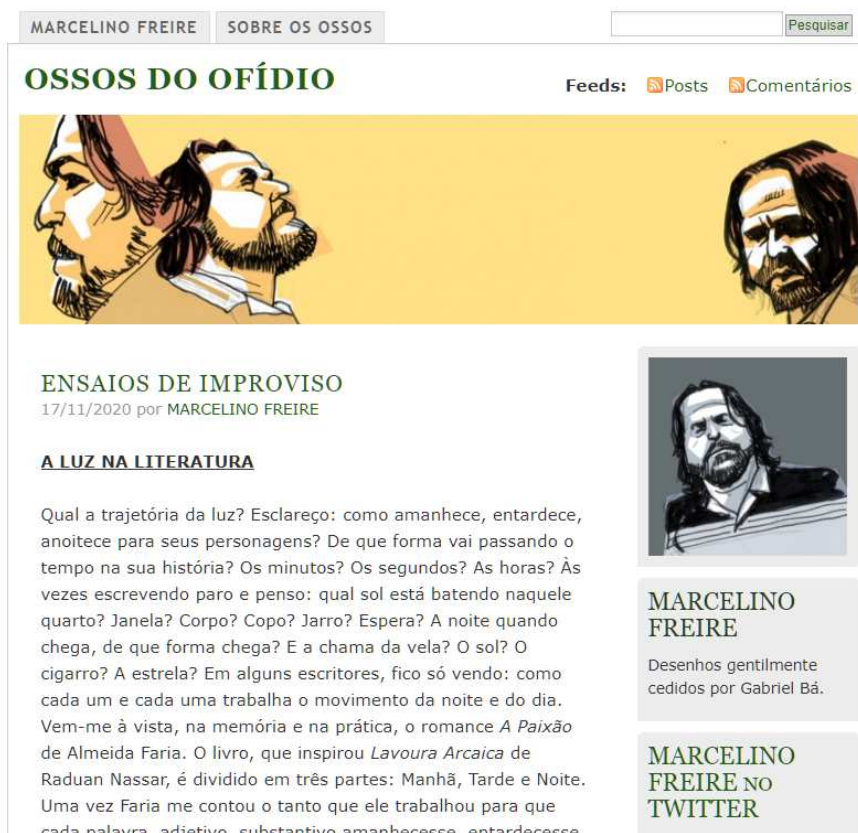 MARCELINO FREIRE
SOBRE OS OSSOS
Pesquisar
OSSOS DO OFÍDIO
Feeds: Posts Comentários
ENSAIOS DE IMPROVISO
17/11/2020 por MARCELINO FREIRE
A LUZ NA LITERATURA
Qual a trajetória da luz? Esclareço: como amanhece, entardece,
anoitece para seus personagens? De que forma vai passando o
tempo na sua história? Os minutos? Os segundos? As horas? Às
vezes escrevendo paro e penso: qual sol está batendo naquele
quarto? Janela? Corpo? Copo? Jarro? Espera? A noite quando
chega, de que forma chega? E a chama da vela? O sol? O
cigarro? A estrela? Em alguns escritores, fico só vendo: como
cada um e cada uma trabalha o movimento da noite e do dia.
Vem-me à vista, na memória e na prática, o romance A Paixão
de Almeida Faria. O livro, que inspirou Lavoura Arcaica de
Raduan Nassar, é dividido em três partes: Manhã, Tarde e Noite.
Uma vez Faria me contou o tanto que ele trabalhou para que
cada palavra, adjetivo, substantivo amanhecesse, entardecesse,
MARCELINO
FREIRE
Desenhos gentilmente
cedidos por Gabriel Bá.
MARCELINO
FREIRE NO
TWITTER